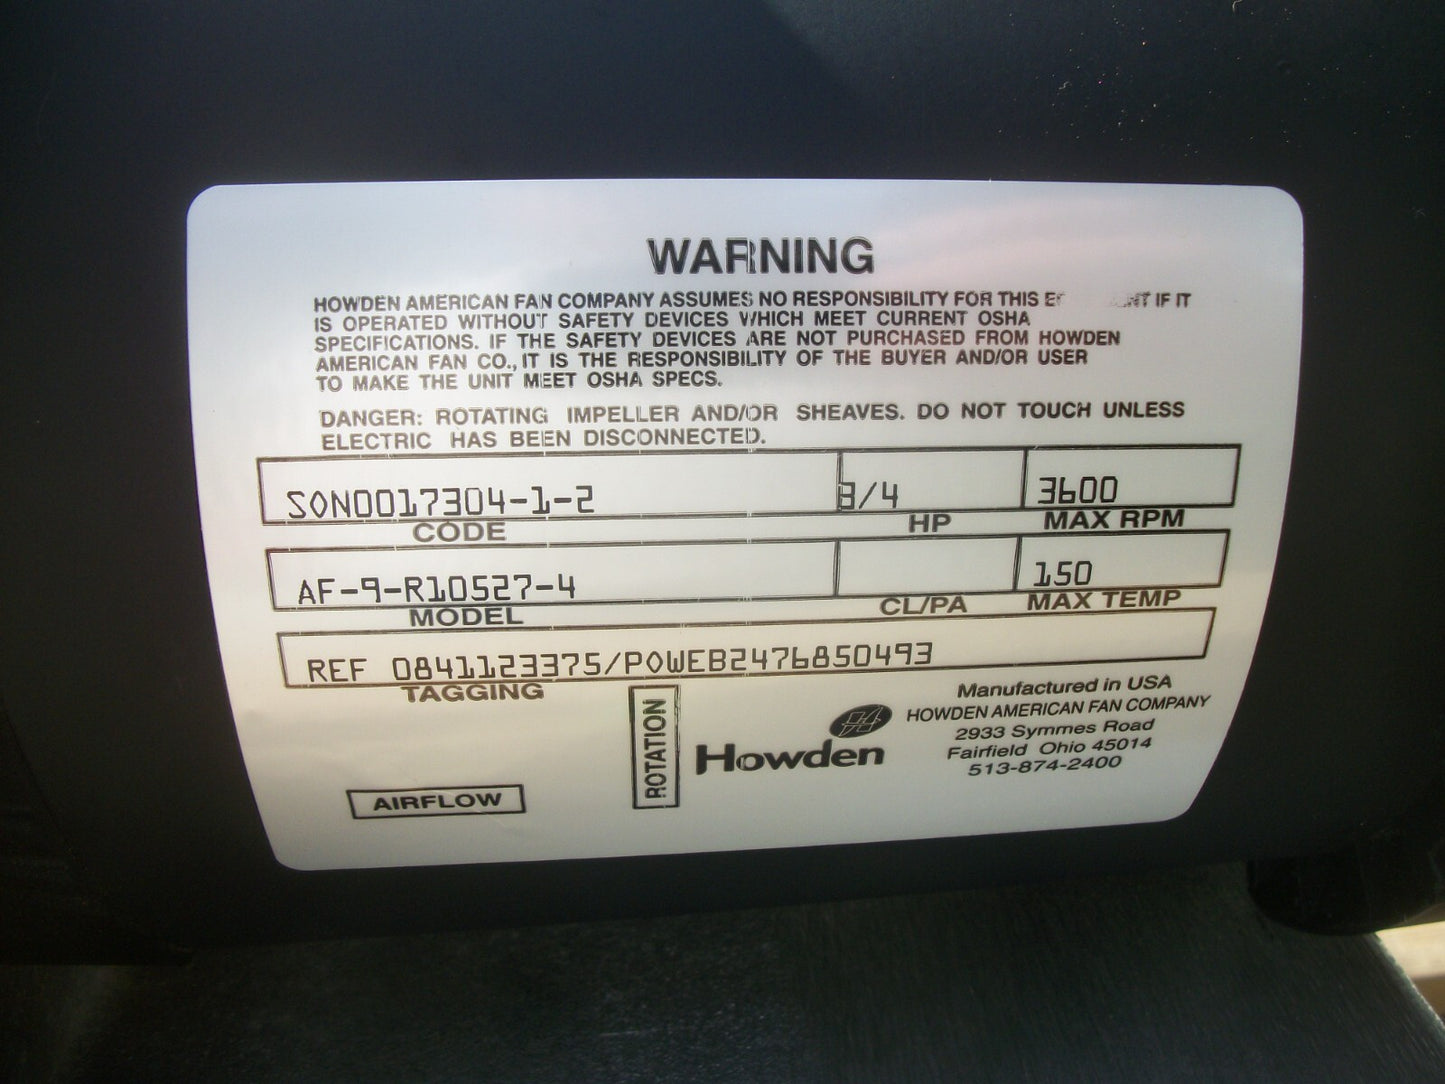 WARNING
HOWDEN AMERICAN FAN COMPANY ASSUMES NO RESPONSIBILITY FOR THIS IF IT
IS OPERATED WITHOUT SAFETY DEVICES WHICH MEET CURRENT OSHA
SPECIFICATIONS. IF THE SAFETY DEVICES ARE NOT PURCHASED FROM HOWDEN
AMERICAN FAN CO., IT IS THE RESPONSIBILITY OF THE BUYER AND/OR USER
TO MAKE THE UNIT MEET OSHA SPECS.
DANGER: ROTATING IMPELLER AND/OR SHEAVES. DO NOT TOUCH UNLESS
ELECTRIC HAS BEEN DISCONNECTED.
SON0017304-1-2 3/4 3600
CODE HP MAX RPM
AF-9-R10527-4 150
MODEL CL/PA MAX TEMP
REF 0841123375/POWEB2476850493
TAGGING
AIRFLOW
ROTATION
Howden
Manufactured in USA
HOWDEN AMERICAN FAN COMPANY
2933 Symmes Road
Fairfield Ohio 45014
513-874-2400